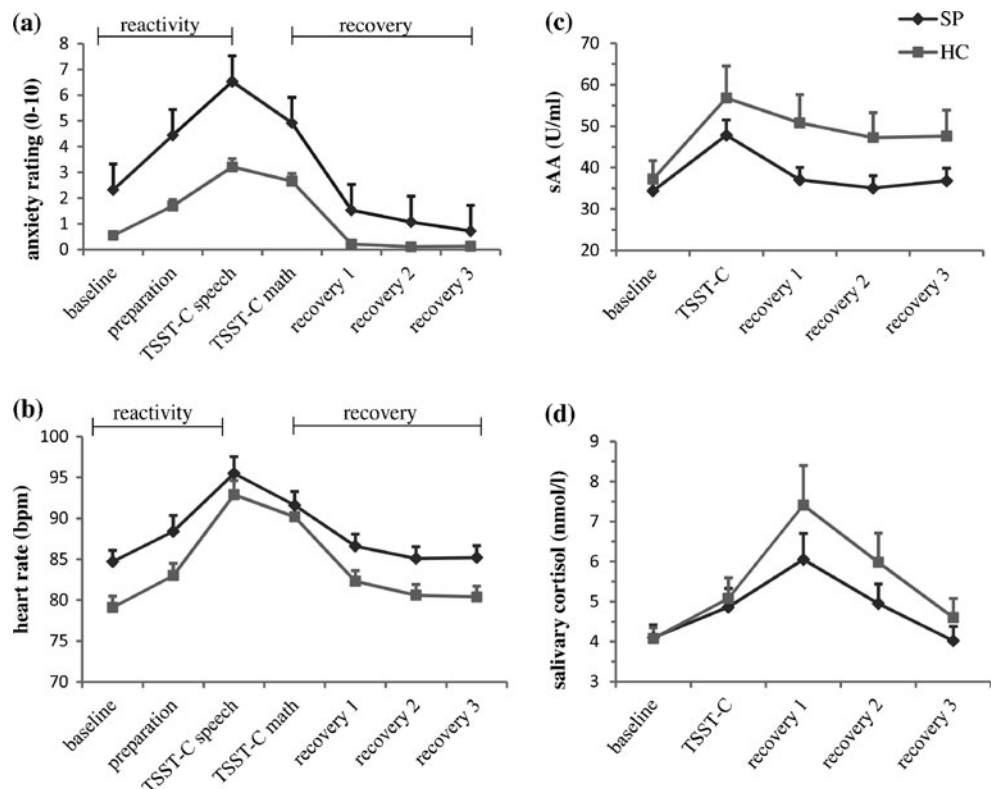 (a)
reactivity
recovery
anxiety rating (0-10)
8
7
6
5
4
3
2
1
0
baseline
preparation
TSST-C speech
TSST-C math
recovery 1
recovery 2
recovery 3
(c)
SP
HC
sAA (U/ml)
70
60
50
40
30
20
baseline
TSST-C
recovery 1
recovery 2
recovery 3
(b)
reactivity
recovery
heart rate (bpm)
100
95
90
85
80
75
70
baseline
preparation
TSST-C speech
TSST-C math
recovery 1
recovery 2
recovery 3
(d)
salivary cortisol (nmol/l)
9
8
7
6
5
4
3
baseline
TSST-C
recovery 1
recovery 2
recovery 3